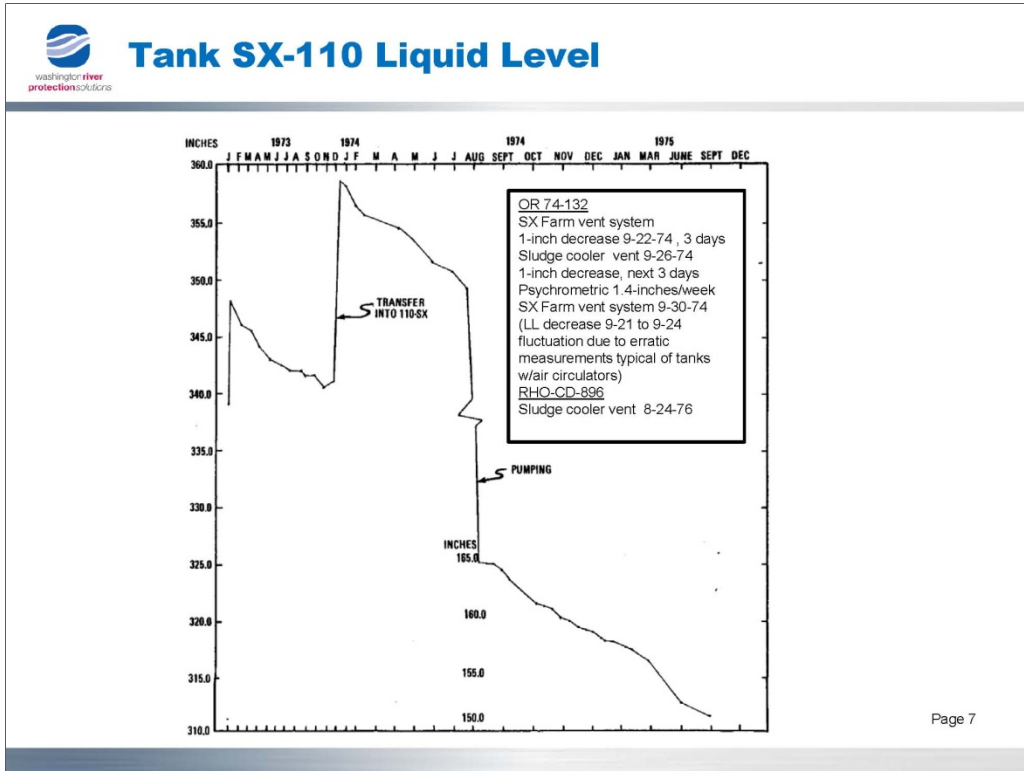 washington river
protectionsolutions
Tank SX-110 Liquid Level
INCHES 1973 1974 1974 1975
J F M A M J J A S O N D J F M A M J J AUG SEPT OCT NOV DEC JAN MAR JUNE SEPT DEC
360.0
355.0
350.0
345.0
340.0
335.0
330.0
325.0
320.0
315.0
310.0
TRANSFER
INTO 110-SX
PUMPING
INCHES
165.0
160.0
155.0
150.0
OR 74-132
SX Farm vent system
1-inch decrease 9-22-74 , 3 days
Sludge cooler vent 9-26-74
1-inch decrease, next 3 days
Psychrometric 1.4-inches/week
SX Farm vent system 9-30-74
(LL decrease 9-21 to 9-24
fluctuation due to erratic
measurements typical of tanks
w/air circulators)
RHO-CD-896
Sludge cooler vent 8-24-76
Page 7